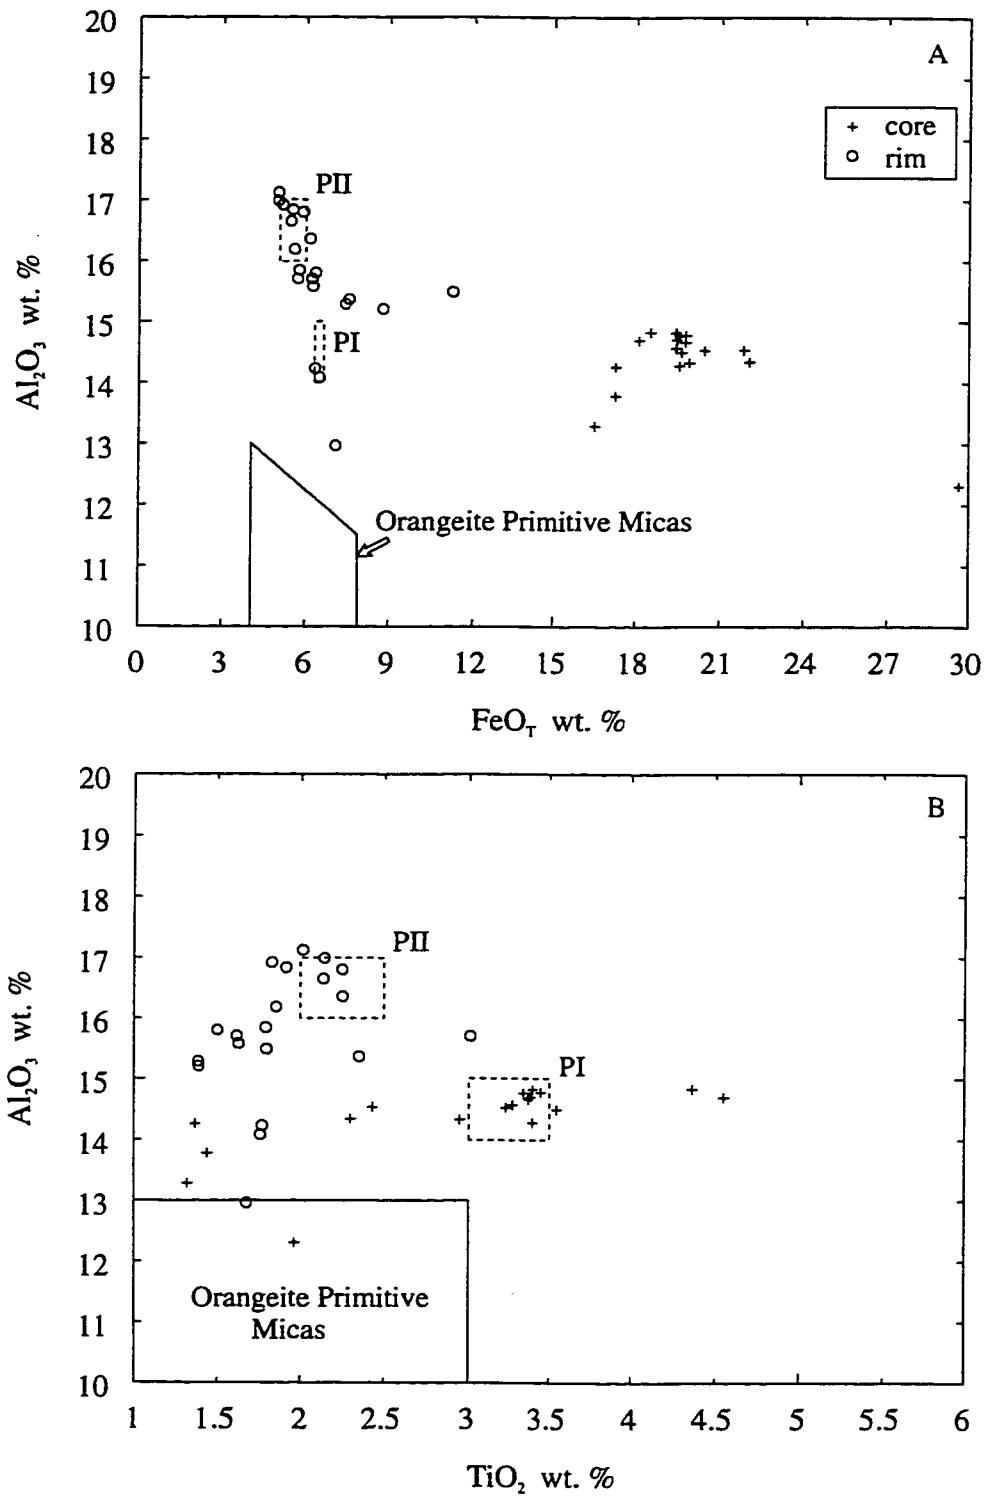 20
A
19
+ core
18
o rim
PII
17
16
Al₂O₃ wt. %
15
PI
14
13
Orangeite Primitive Micas
12
11
10
0 3 6 9 12 15 18 21 24 27 30
FeO_T wt. %
20
B
19
18
PII
17
16
Al₂O₃ wt. %
PI
15
14
13
12
Orangeite Primitive
Micas
11
10
1 1.5 2 2.5 3 3.5 4 4.5 5 5.5 6
TiO₂ wt. %